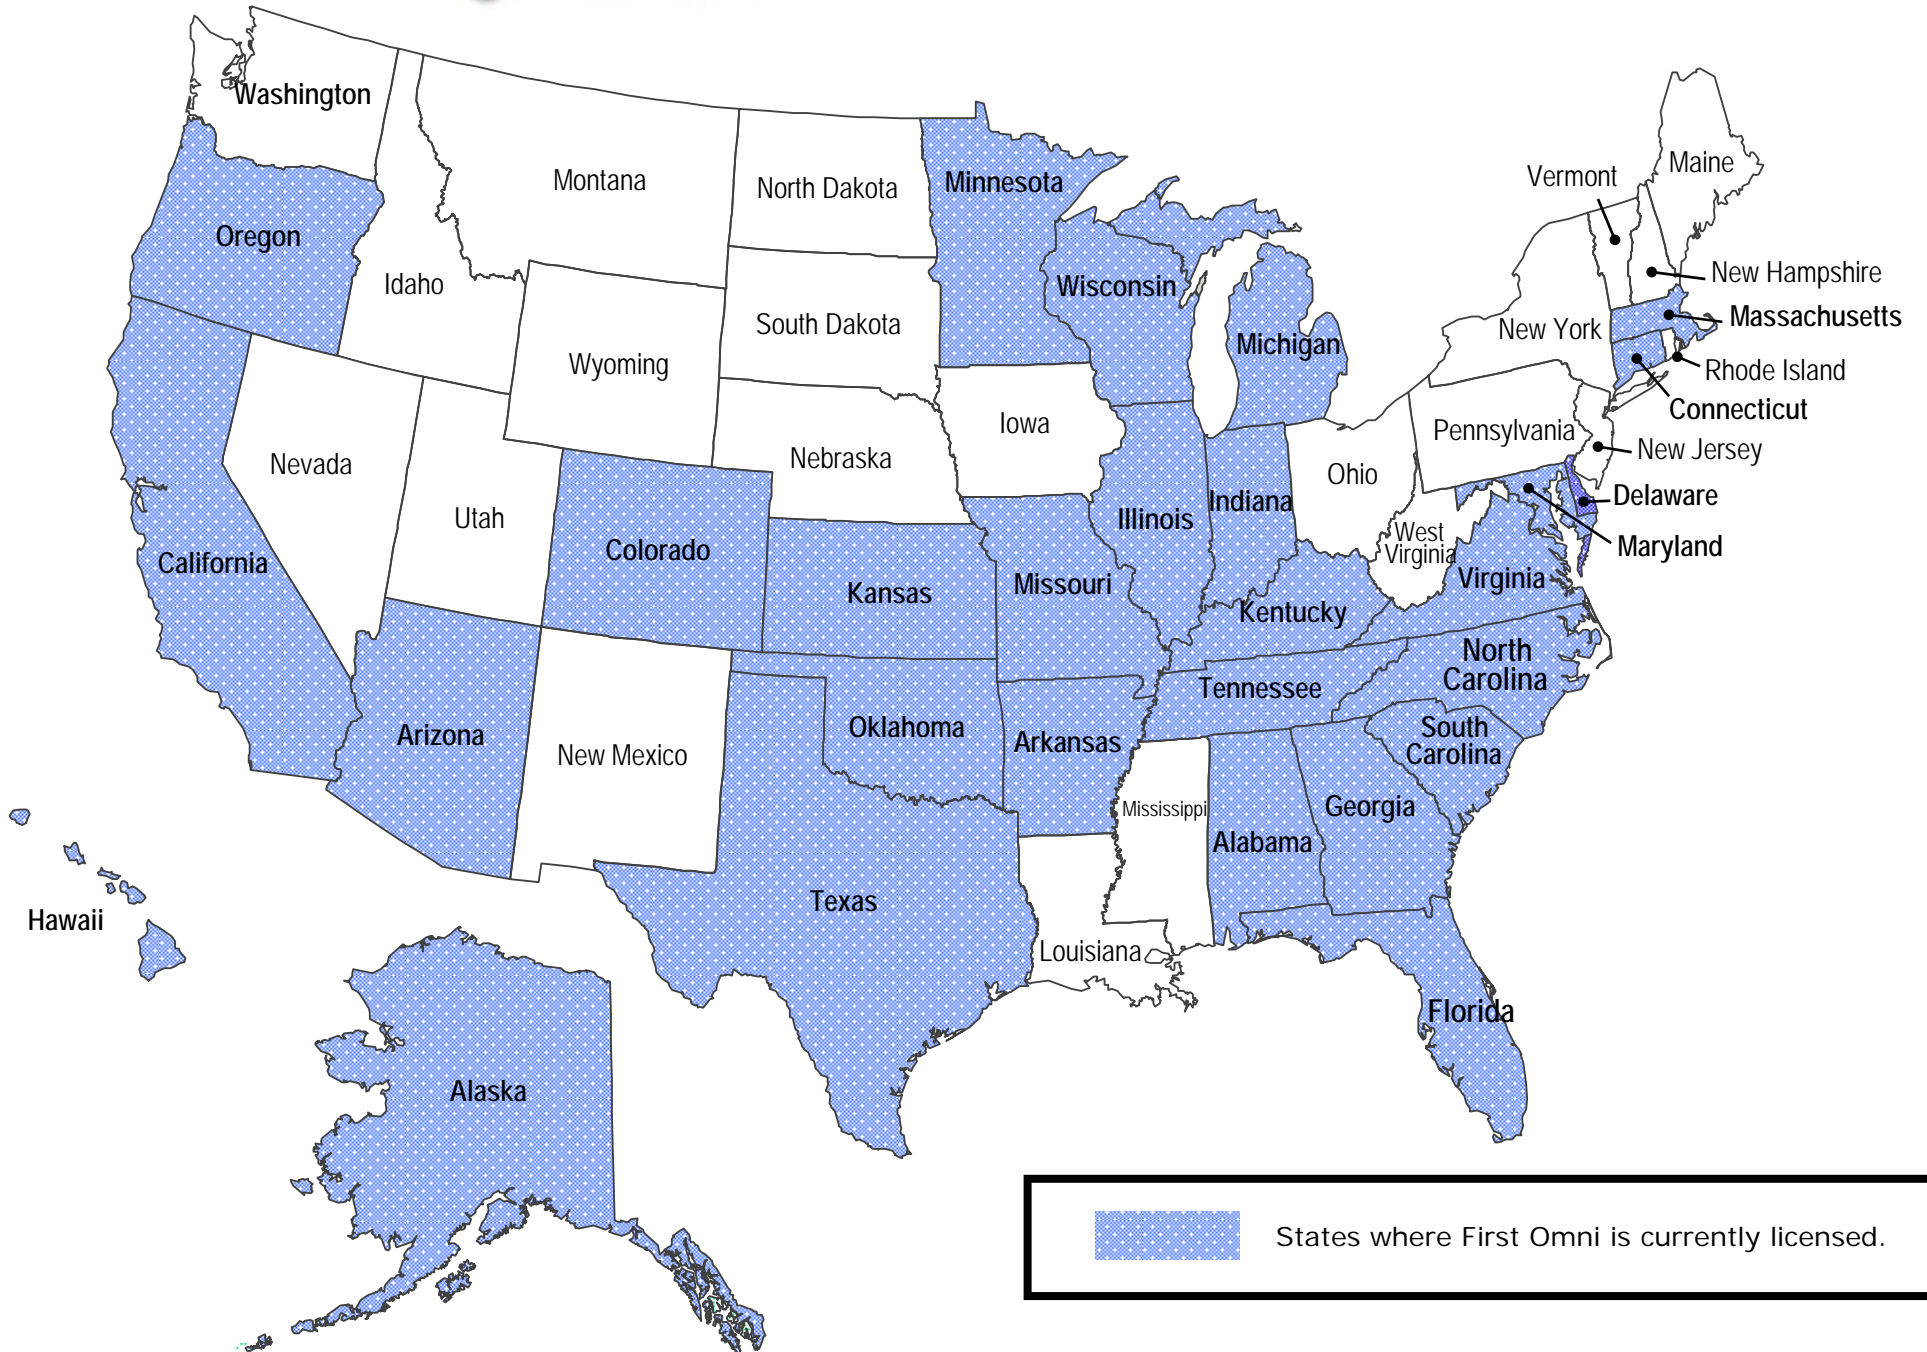 Washington
Montana
North Dakota
Minnesota
Vermont
Maine
Oregon
Idaho
Wisconsin
New Hampshire
South Dakota
Massachusetts
New York
Michigan
Wyoming
Rhode Island
Connecticut
Iowa
Pennsylvania
New Jersey
Nevada
Nebraska
Ohio
Utah
Indiana
Delaware
Illinois
West
Virginia
Maryland
Colorado
California
Kansas
Missouri
Virginia
Kentucky
North
Carolina
Tennessee
Arizona
Oklahoma
Arkansas
South
Carolina
New Mexico
Mississippi
Georgia
Alabama
Texas
Hawaii
Louisiana
Florida
Alaska
States where First Omni is currently licensed.